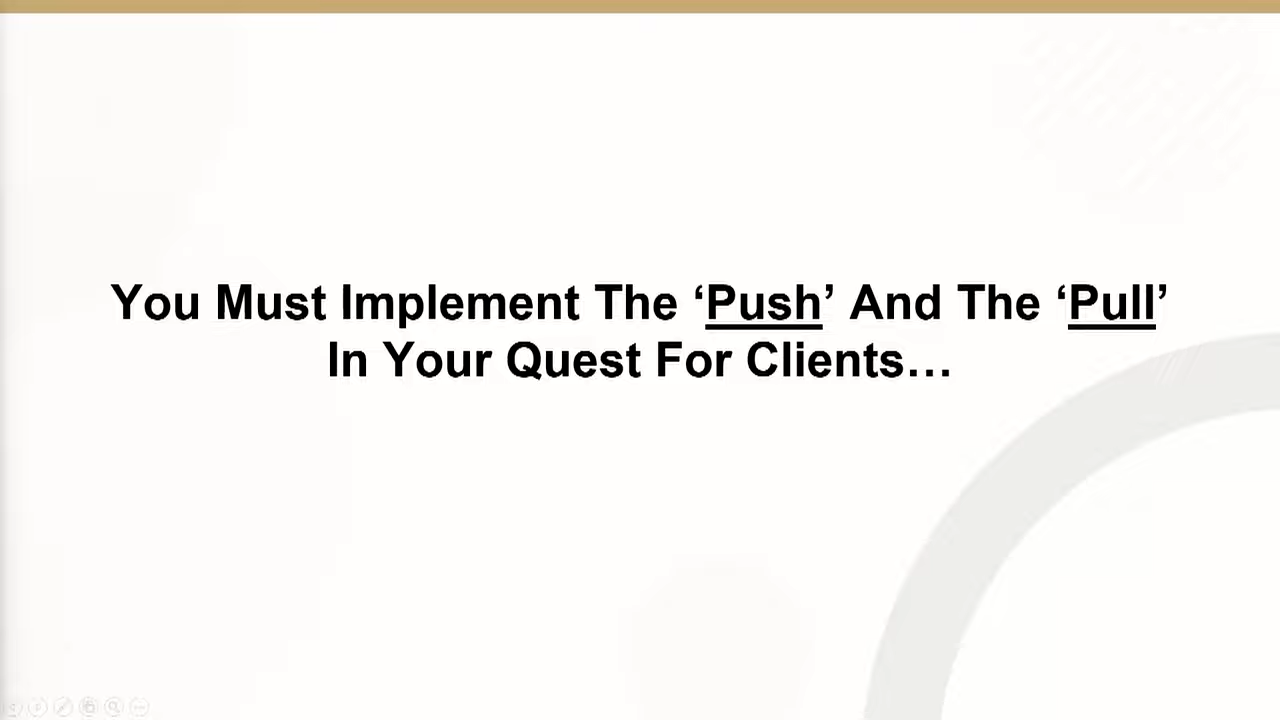 You Must Implement The ‘Push’ And The ‘Pull’
In Your Quest For Clients…